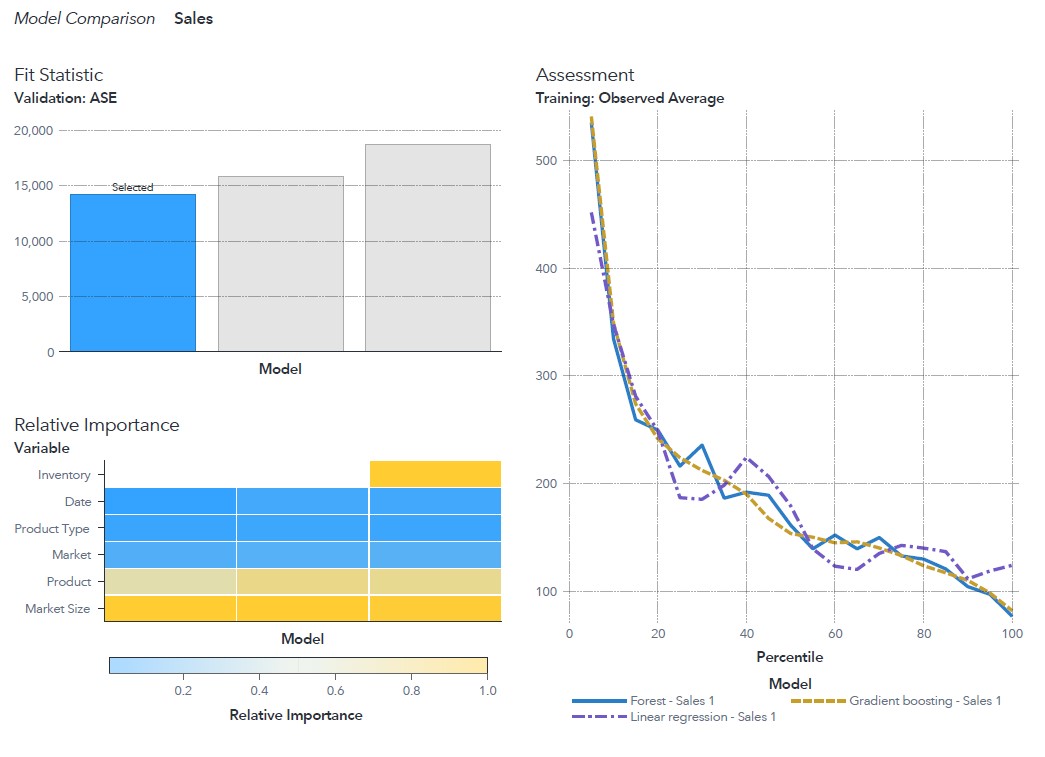 Model Comparison Sales
Fit Statistic
Validation: ASE
20,000
15,000
10,000
5,000
0
Selected
Model
Relative Importance
Variable
Inventory
Date
Product Type
Market
Product
Market Size
Model
0.2 0.4 0.6 0.8 1.0
Relative Importance
Assessment
Training: Observed Average
500
400
300
200
100
0 20 40 60 80 100
Percentile
Model
Forest - Sales 1 Gradient boosting - Sales 1
Linear regression - Sales 1